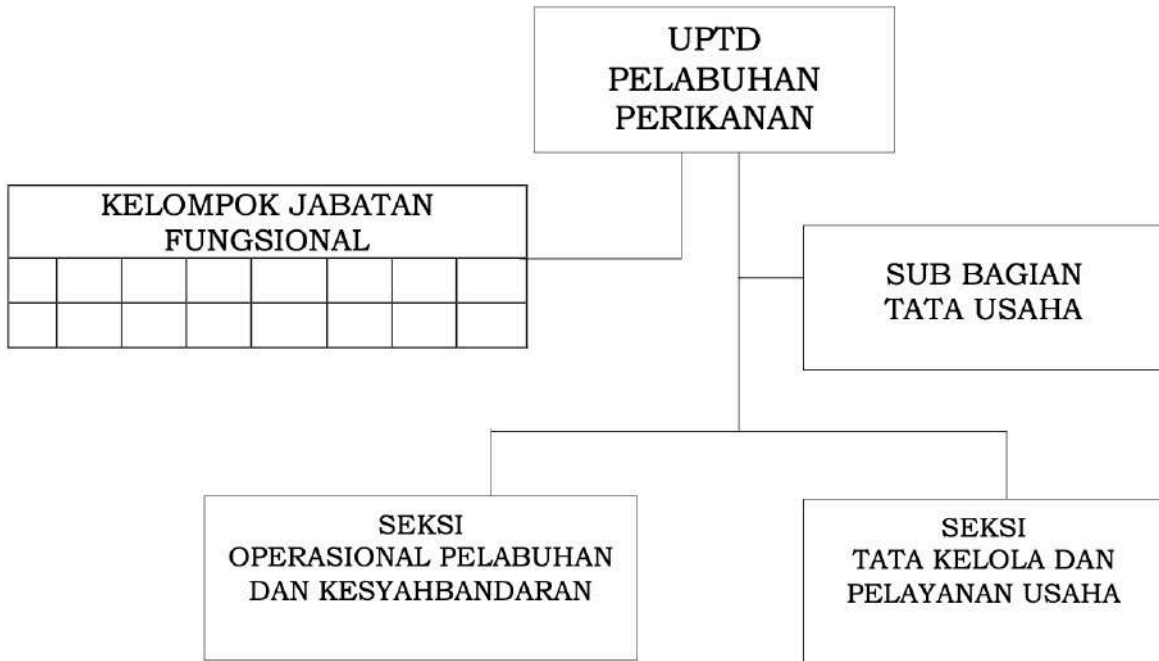 UPTD
PELABUHAN
PERIKANAN
KELOMPOK JABATAN
FUNGSIONAL
SUB BAGIAN
TATA USAHA
SEKSI
OPERASIONAL PELABUHAN
DAN KESYAHBANDARAN
SEKSI
TATA KELOLA DAN
PELAYANAN USAHA